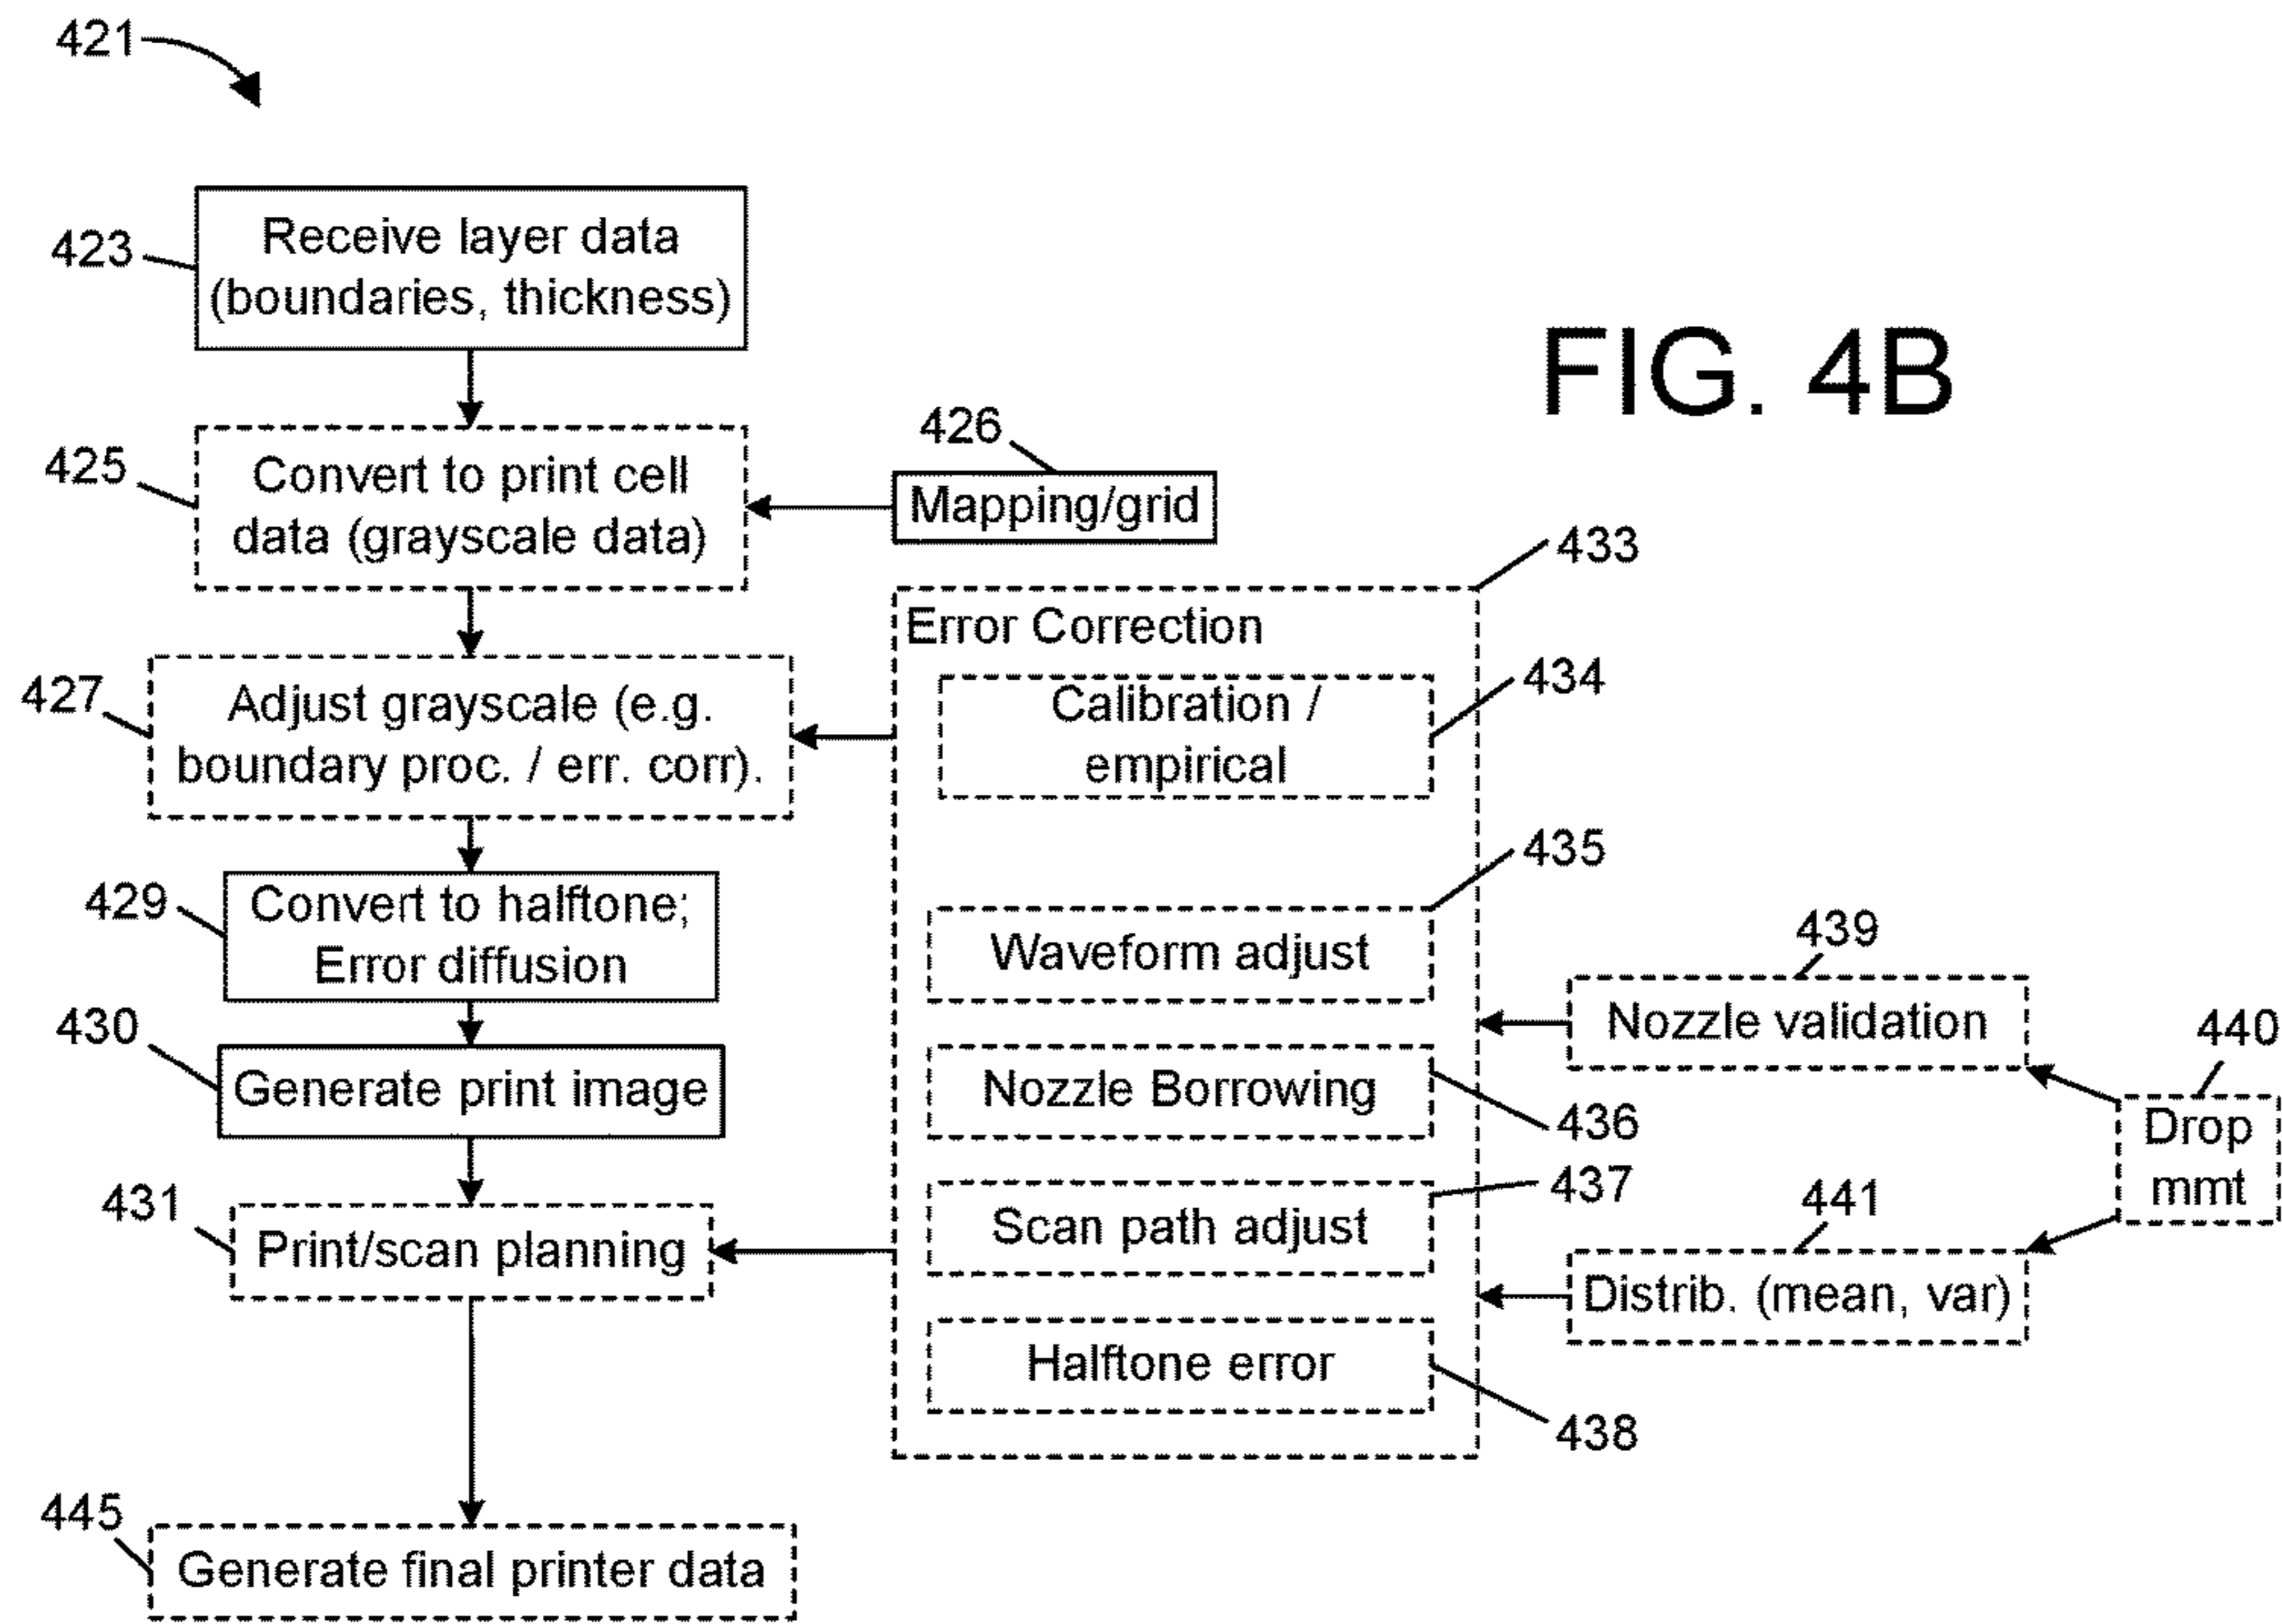 421
423
Receive layer data
(boundaries, thickness)
FIG. 4B
425
Convert to print cell
data (grayscale data)
426
Mapping/grid
427
Adjust grayscale (e.g.
boundary proc. / err. corr).
433
Error Correction
434
Calibration /
empirical
429
Convert to halftone;
Error diffusion
430
Generate print image
431
Print/scan planning
435
Waveform adjust
Nozzle Borrowing
436
Scan path adjust
437
Halftone error
438
439
Nozzle validation
440
Drop
mmt
441
Distrib. (mean, var)
445
Generate final printer data